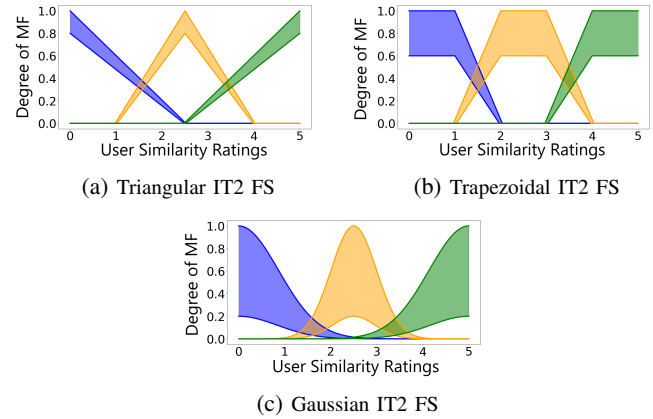 Degree of MF
1.0
0.8
0.6
0.4
0.2
0.0
0 1 2 3 4 5
User Similarity Ratings
(a) Triangular IT2 FS
Degree of MF
1.0
0.8
0.6
0.4
0.2
0.0
0 1 2 3 4 5
User Similarity Ratings
(b) Trapezoidal IT2 FS
Degree of MF
1.0
0.8
0.6
0.4
0.2
0.0
0 1 2 3 4 5
User Similarity Ratings
(c) Gaussian IT2 FS